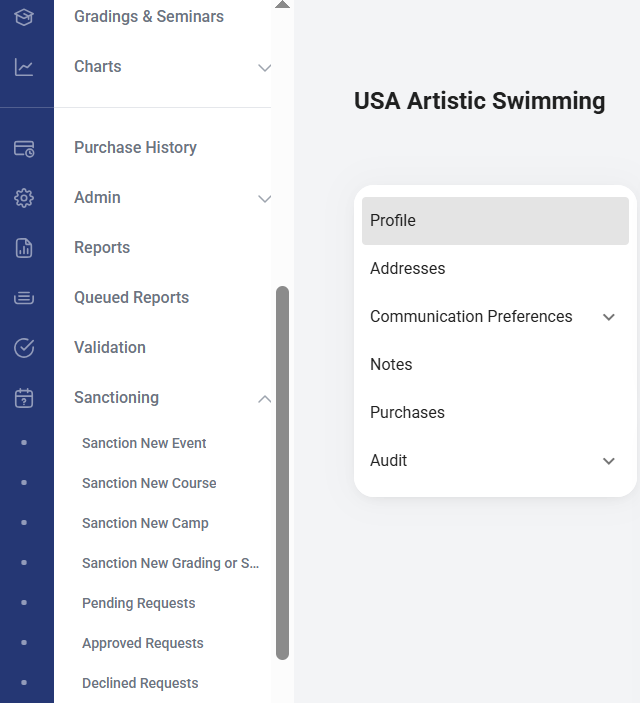 Gradings & Seminars
Charts
Purchase History
Admin
Reports
Queued Reports
Validation
Sanctioning
Sanction New Event
Sanction New Course
Sanction New Camp
Sanction New Grading or S...
Pending Requests
Approved Requests
Declined Requests
USA Artistic Swimming
Profile
Addresses
Communication Preferences
Notes
Purchases
Audit